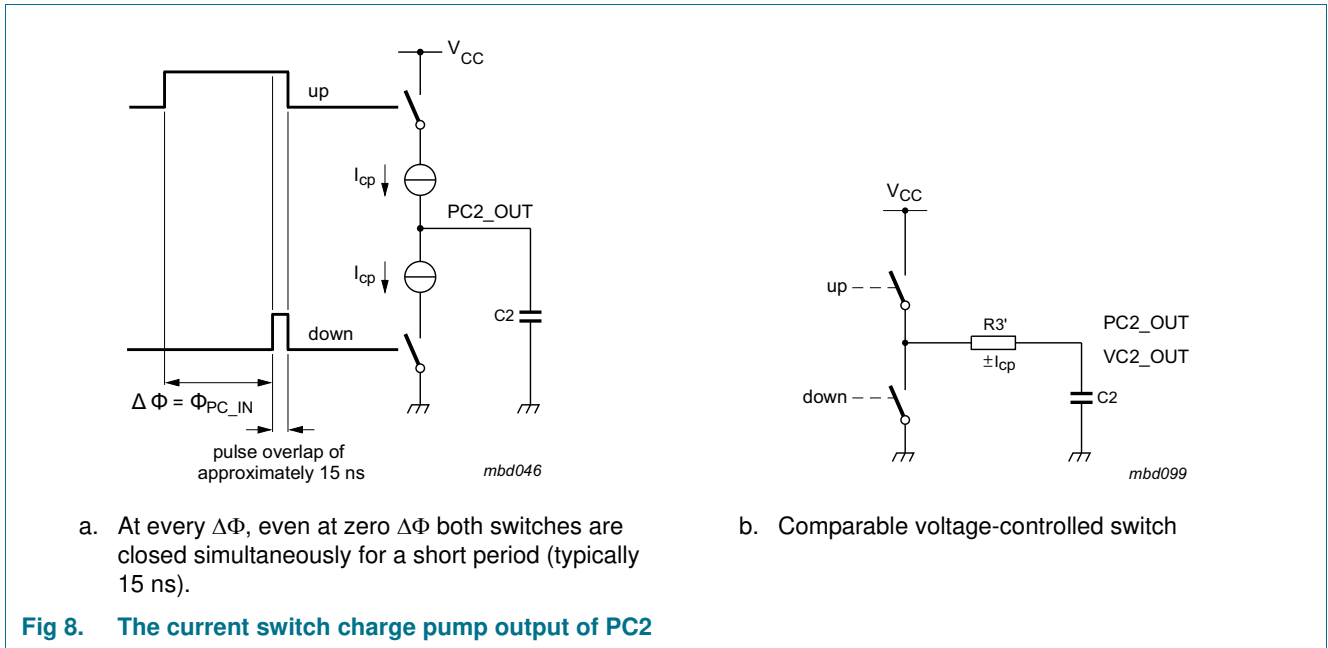 VCC
up
Icp
PC2_OUT
Icp
C2
down
Δ Φ = ΦPC_IN
pulse overlap of
approximately 15 ns
mbd046
VCC
up
R3'
±Icp
PC2_OUT
VC2_OUT
down
C2
mbd099
a. At every ΔΦ, even at zero ΔΦ both switches are
closed simultaneously for a short period (typically
15 ns).
b. Comparable voltage-controlled switch
Fig 8. The current switch charge pump output of PC2